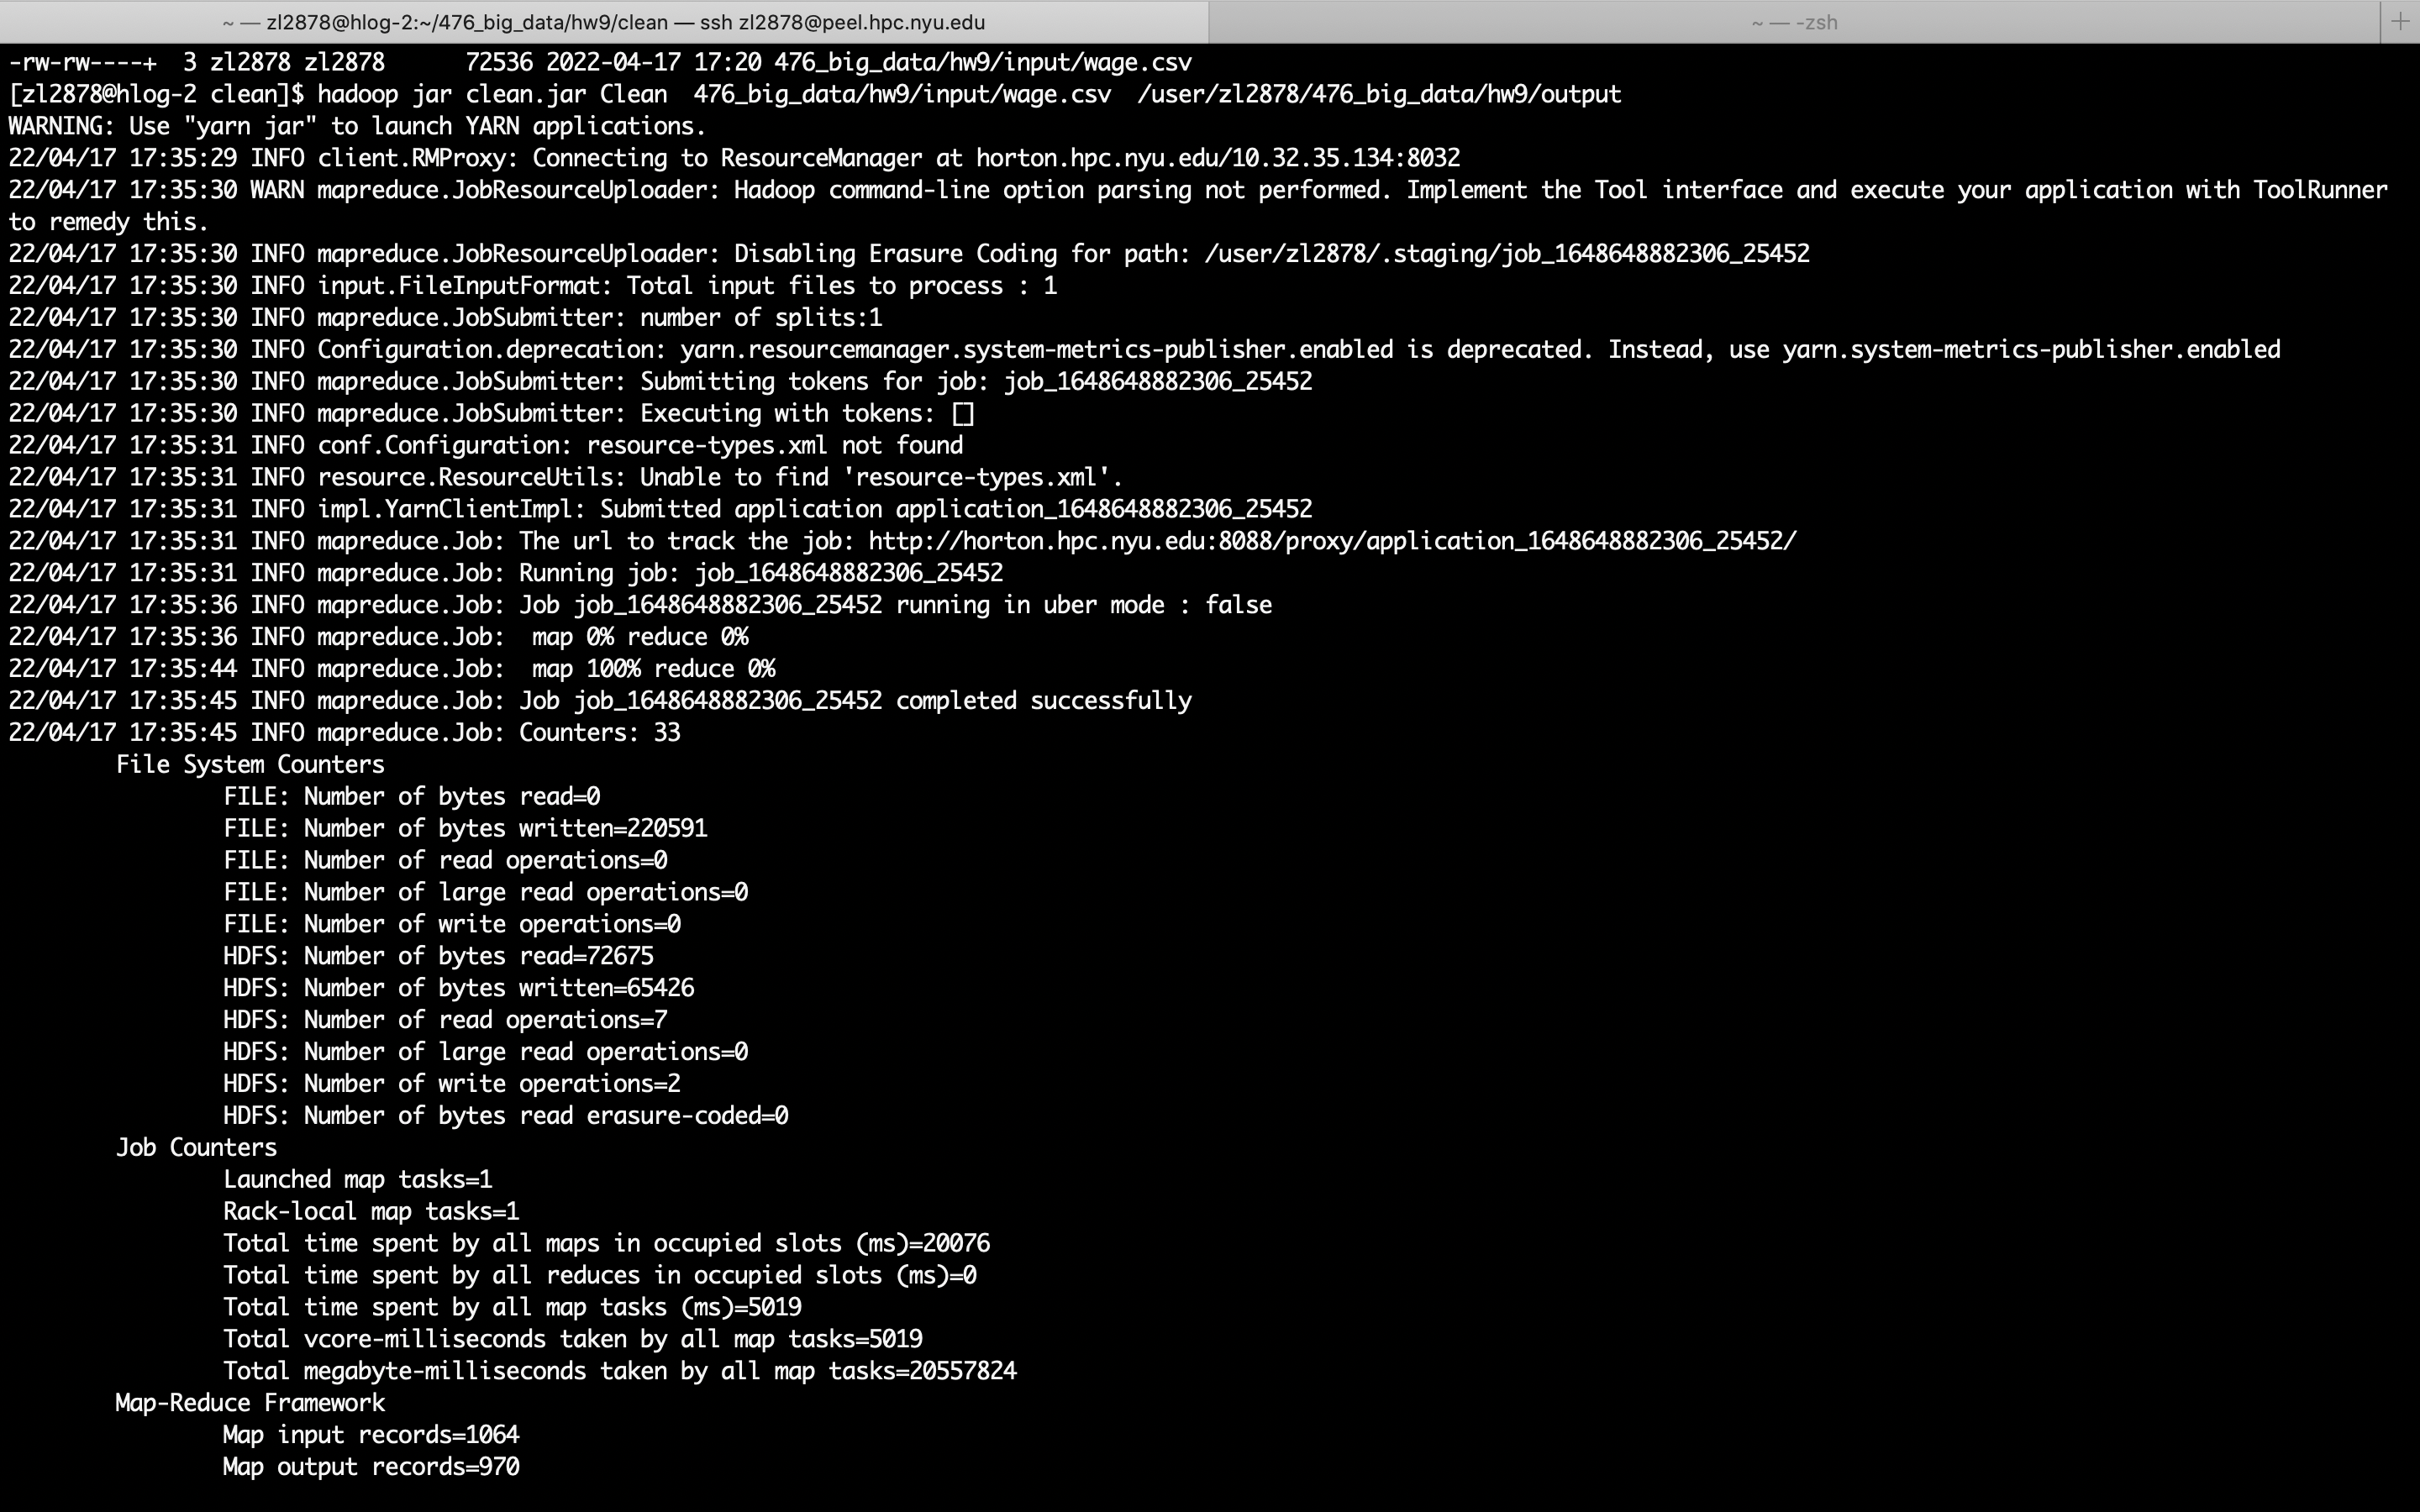 ~ — zl2878@hlog-2:~/476_big_data/hw9/clean — ssh zl2878@peel.hpc.nyu.edu
~ — -zsh
+
-rw-rw----+  3 zl2878 zl2878      72536 2022-04-17 17:20 476_big_data/hw9/input/wage.csv
[zl2878@hlog-2 clean]$ hadoop jar clean.jar Clean  476_big_data/hw9/input/wage.csv  /user/zl2878/476_big_data/hw9/output
WARNING: Use "yarn jar" to launch YARN applications.
22/04/17 17:35:29 INFO client.RMProxy: Connecting to ResourceManager at horton.hpc.nyu.edu/10.32.35.134:8032
22/04/17 17:35:30 WARN mapreduce.JobResourceUploader: Hadoop command-line option parsing not performed. Implement the Tool interface and execute your application with ToolRunner
to remedy this.
22/04/17 17:35:30 INFO mapreduce.JobResourceUploader: Disabling Erasure Coding for path: /user/zl2878/.staging/job_1648648882306_25452
22/04/17 17:35:30 INFO input.FileInputFormat: Total input files to process : 1
22/04/17 17:35:30 INFO mapreduce.JobSubmitter: number of splits:1
22/04/17 17:35:30 INFO Configuration.deprecation: yarn.resourcemanager.system-metrics-publisher.enabled is deprecated. Instead, use yarn.system-metrics-publisher.enabled
22/04/17 17:35:30 INFO mapreduce.JobSubmitter: Submitting tokens for job: job_1648648882306_25452
22/04/17 17:35:30 INFO mapreduce.JobSubmitter: Executing with tokens: []
22/04/17 17:35:31 INFO conf.Configuration: resource-types.xml not found
22/04/17 17:35:31 INFO resource.ResourceUtils: Unable to find 'resource-types.xml'.
22/04/17 17:35:31 INFO impl.YarnClientImpl: Submitted application application_1648648882306_25452
22/04/17 17:35:31 INFO mapreduce.Job: The url to track the job: http://horton.hpc.nyu.edu:8088/proxy/application_1648648882306_25452/
22/04/17 17:35:31 INFO mapreduce.Job: Running job: job_1648648882306_25452
22/04/17 17:35:36 INFO mapreduce.Job: Job job_1648648882306_25452 running in uber mode : false
22/04/17 17:35:36 INFO mapreduce.Job:  map 0% reduce 0%
22/04/17 17:35:44 INFO mapreduce.Job:  map 100% reduce 0%
22/04/17 17:35:45 INFO mapreduce.Job: Job job_1648648882306_25452 completed successfully
22/04/17 17:35:45 INFO mapreduce.Job: Counters: 33
File System Counters
FILE: Number of bytes read=0
FILE: Number of bytes written=220591
FILE: Number of read operations=0
FILE: Number of large read operations=0
FILE: Number of write operations=0
HDFS: Number of bytes read=72675
HDFS: Number of bytes written=65426
HDFS: Number of read operations=7
HDFS: Number of large read operations=0
HDFS: Number of write operations=2
HDFS: Number of bytes read erasure-coded=0
Job Counters
Launched map tasks=1
Rack-local map tasks=1
Total time spent by all maps in occupied slots (ms)=20076
Total time spent by all reduces in occupied slots (ms)=0
Total time spent by all map tasks (ms)=5019
Total vcore-milliseconds taken by all map tasks=5019
Total megabyte-milliseconds taken by all map tasks=20557824
Map-Reduce Framework
Map input records=1064
Map output records=970